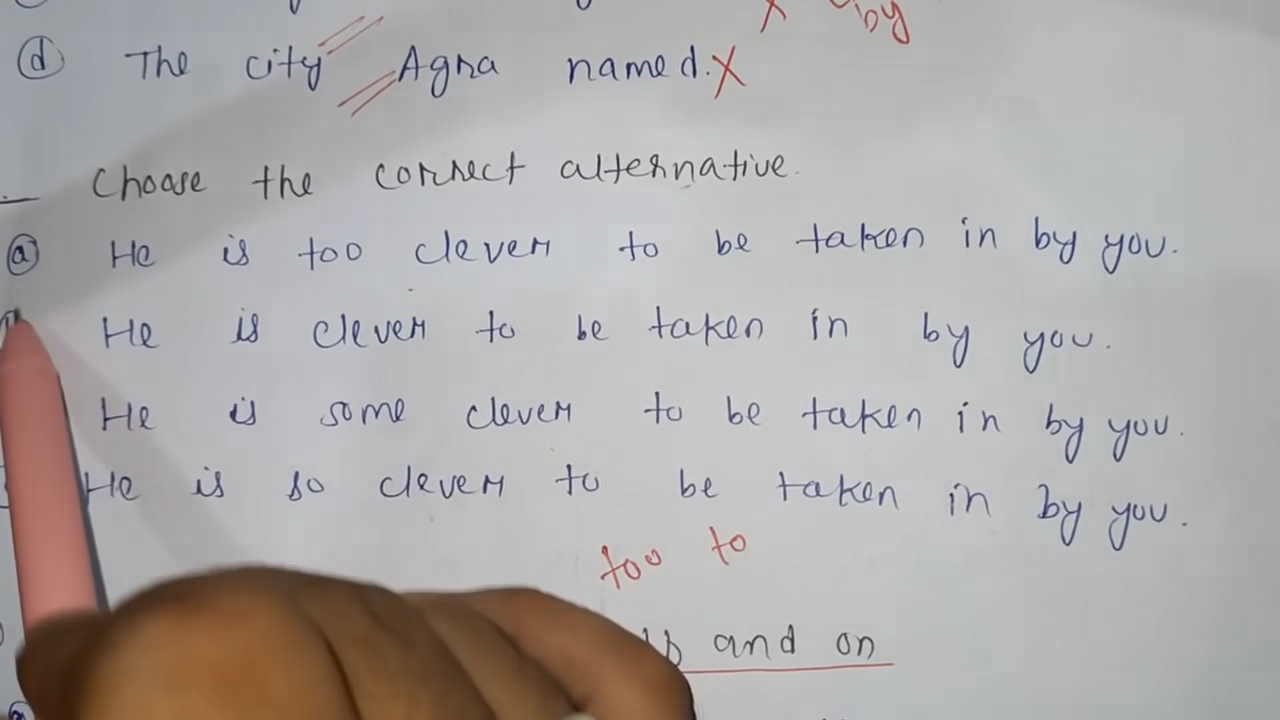 by
ⓓ The city Agra named. X
Choose the correct alternative.
ⓐ He is too clever to be taken in by you.
He is clever to be taken in by you.
He is some clever to be taken in by you.
He is so clever to be taken in by you.
too to
and on